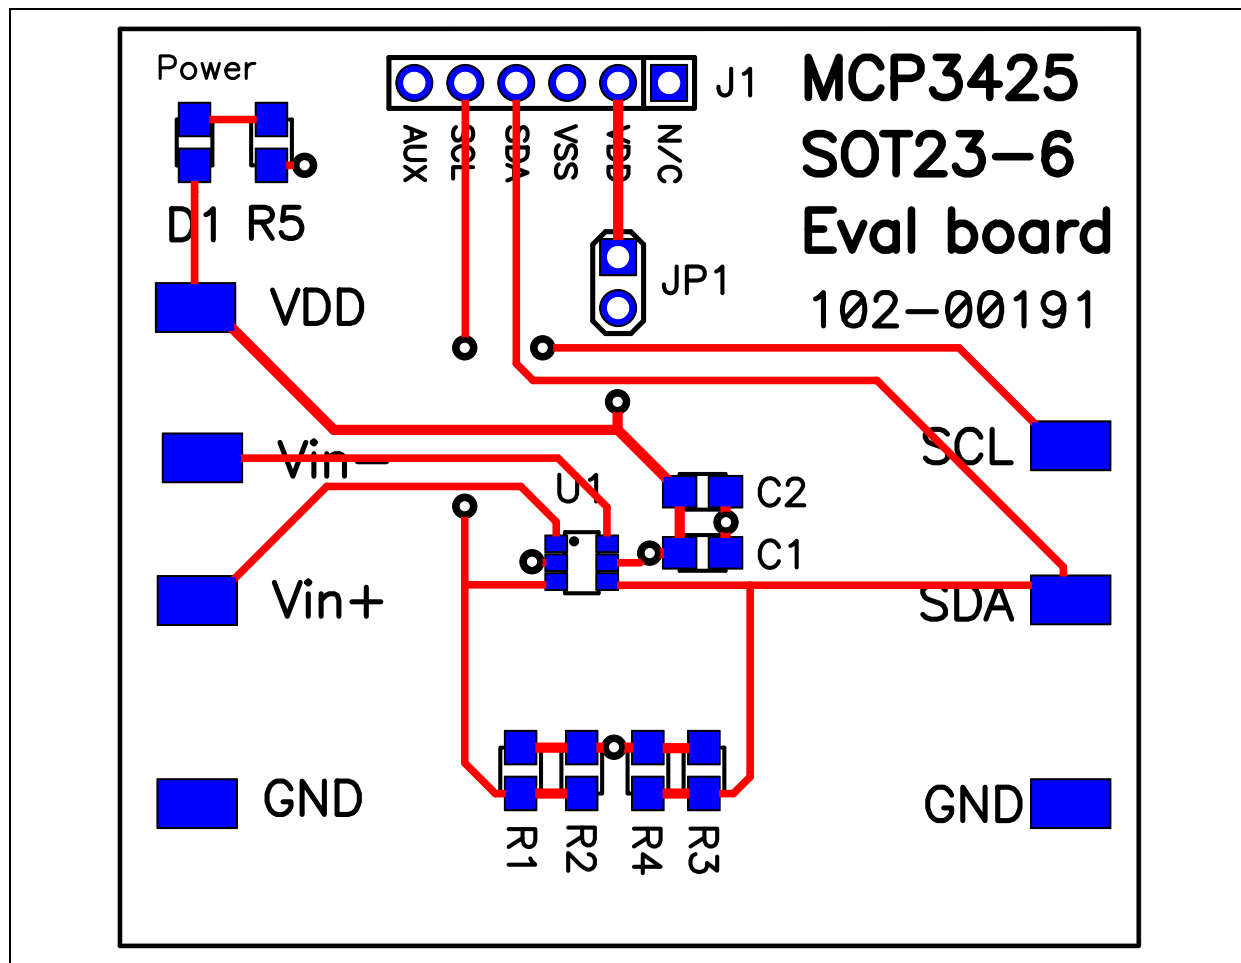 Power
J1
MCP3425
AUX
SCL
SDA
VSS
VDD
N/C
SOT23-6
D1
R5
Eval board
JP1
VDD
102-00191
Vin-
SCL
U1
C2
C1
Vin+
SDA
GND
GND
R1
R2
R4
R3